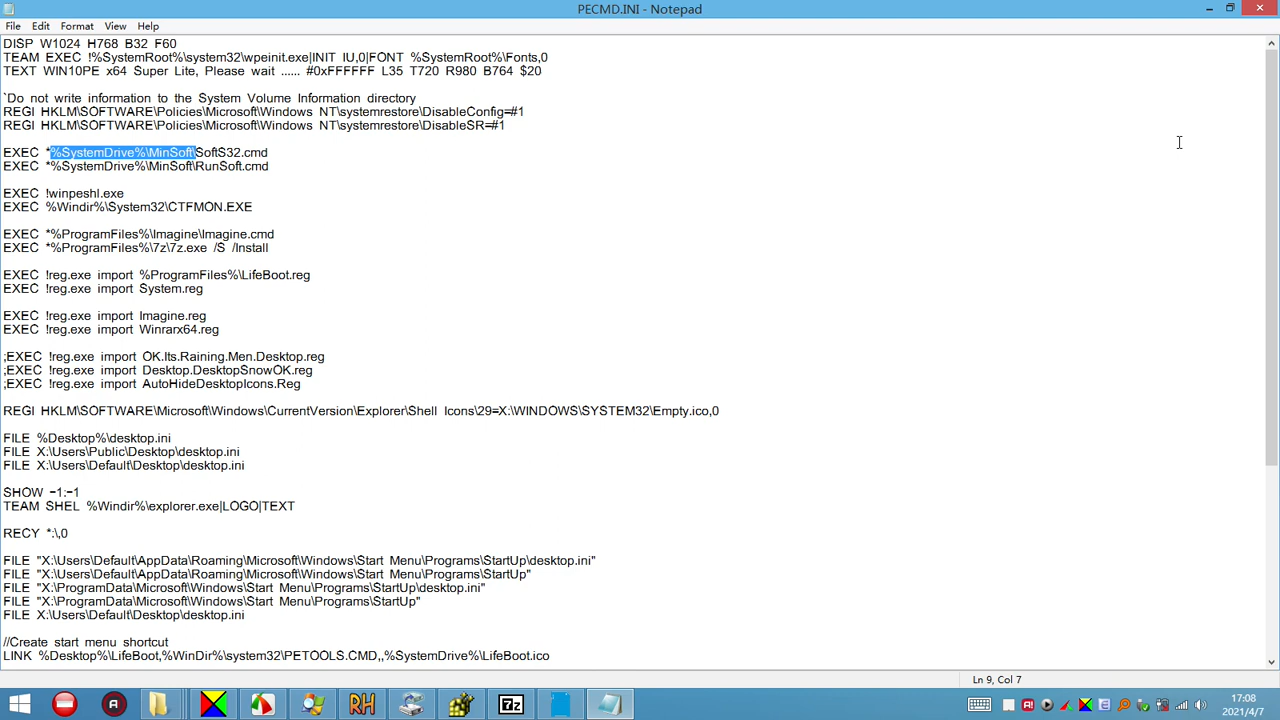 PECMD.INI - Notepad
File Edit Format View Help
DISP W1024 H768 B32 F60
TEAM EXEC !%SystemRoot%\system32\wpeinit.exe|INIT IU,0|FONT %SystemRoot%\Fonts,0
TEXT WIN10PE x64 Super Lite, Please wait ...... #0xFFFFFF L35 T720 R980 B764 $20
`Do not write information to the System Volume Information directory
REGI HKLM\SOFTWARE\Policies\Microsoft\Windows NT\systemrestore\DisableConfig=#1
REGI HKLM\SOFTWARE\Policies\Microsoft\Windows NT\systemrestore\DisableSR=#1
EXEC *%SystemDrive%\MinSoft\SoftS32.cmd
EXEC *%SystemDrive%\MinSoft\RunSoft.cmd
EXEC !winpeshl.exe
EXEC %Windir%\System32\CTFMON.EXE
EXEC *%ProgramFiles%\Imagine\Imagine.cmd
EXEC *%ProgramFiles%\7z\7z.exe /S /Install
EXEC !reg.exe import %ProgramFiles%\LifeBoot.reg
EXEC !reg.exe import System.reg
EXEC !reg.exe import Imagine.reg
EXEC !reg.exe import Winrarx64.reg
;EXEC !reg.exe import OK.Its.Raining.Men.Desktop.reg
;EXEC !reg.exe import Desktop.DesktopSnowOK.reg
;EXEC !reg.exe import AutoHideDesktopIcons.Reg
REGI HKLM\SOFTWARE\Microsoft\Windows\CurrentVersion\Explorer\Shell Icons\29=X:\WINDOWS\SYSTEM32\Empty.ico,0
FILE %Desktop%\desktop.ini
FILE X:\Users\Public\Desktop\desktop.ini
FILE X:\Users\Default\Desktop\desktop.ini
SHOW -1:-1
TEAM SHEL %Windir%\explorer.exe|LOGO|TEXT
RECY *:\,0
FILE "X:\Users\Default\AppData\Roaming\Microsoft\Windows\Start Menu\Programs\StartUp\desktop.ini"
FILE "X:\Users\Default\AppData\Roaming\Microsoft\Windows\Start Menu\Programs\StartUp"
FILE "X:\ProgramData\Microsoft\Windows\Start Menu\Programs\StartUp\desktop.ini"
FILE "X:\ProgramData\Microsoft\Windows\Start Menu\Programs\StartUp"
FILE X:\Users\Default\Desktop\desktop.ini
//Create start menu shortcut
LINK %Desktop%\LifeBoot,%WinDir%\system32\PETOOLS.CMD,,%SystemDrive%\LifeBoot.ico
Ln 9, Col 7
A RH 7z A! E 17:08
2021/4/7